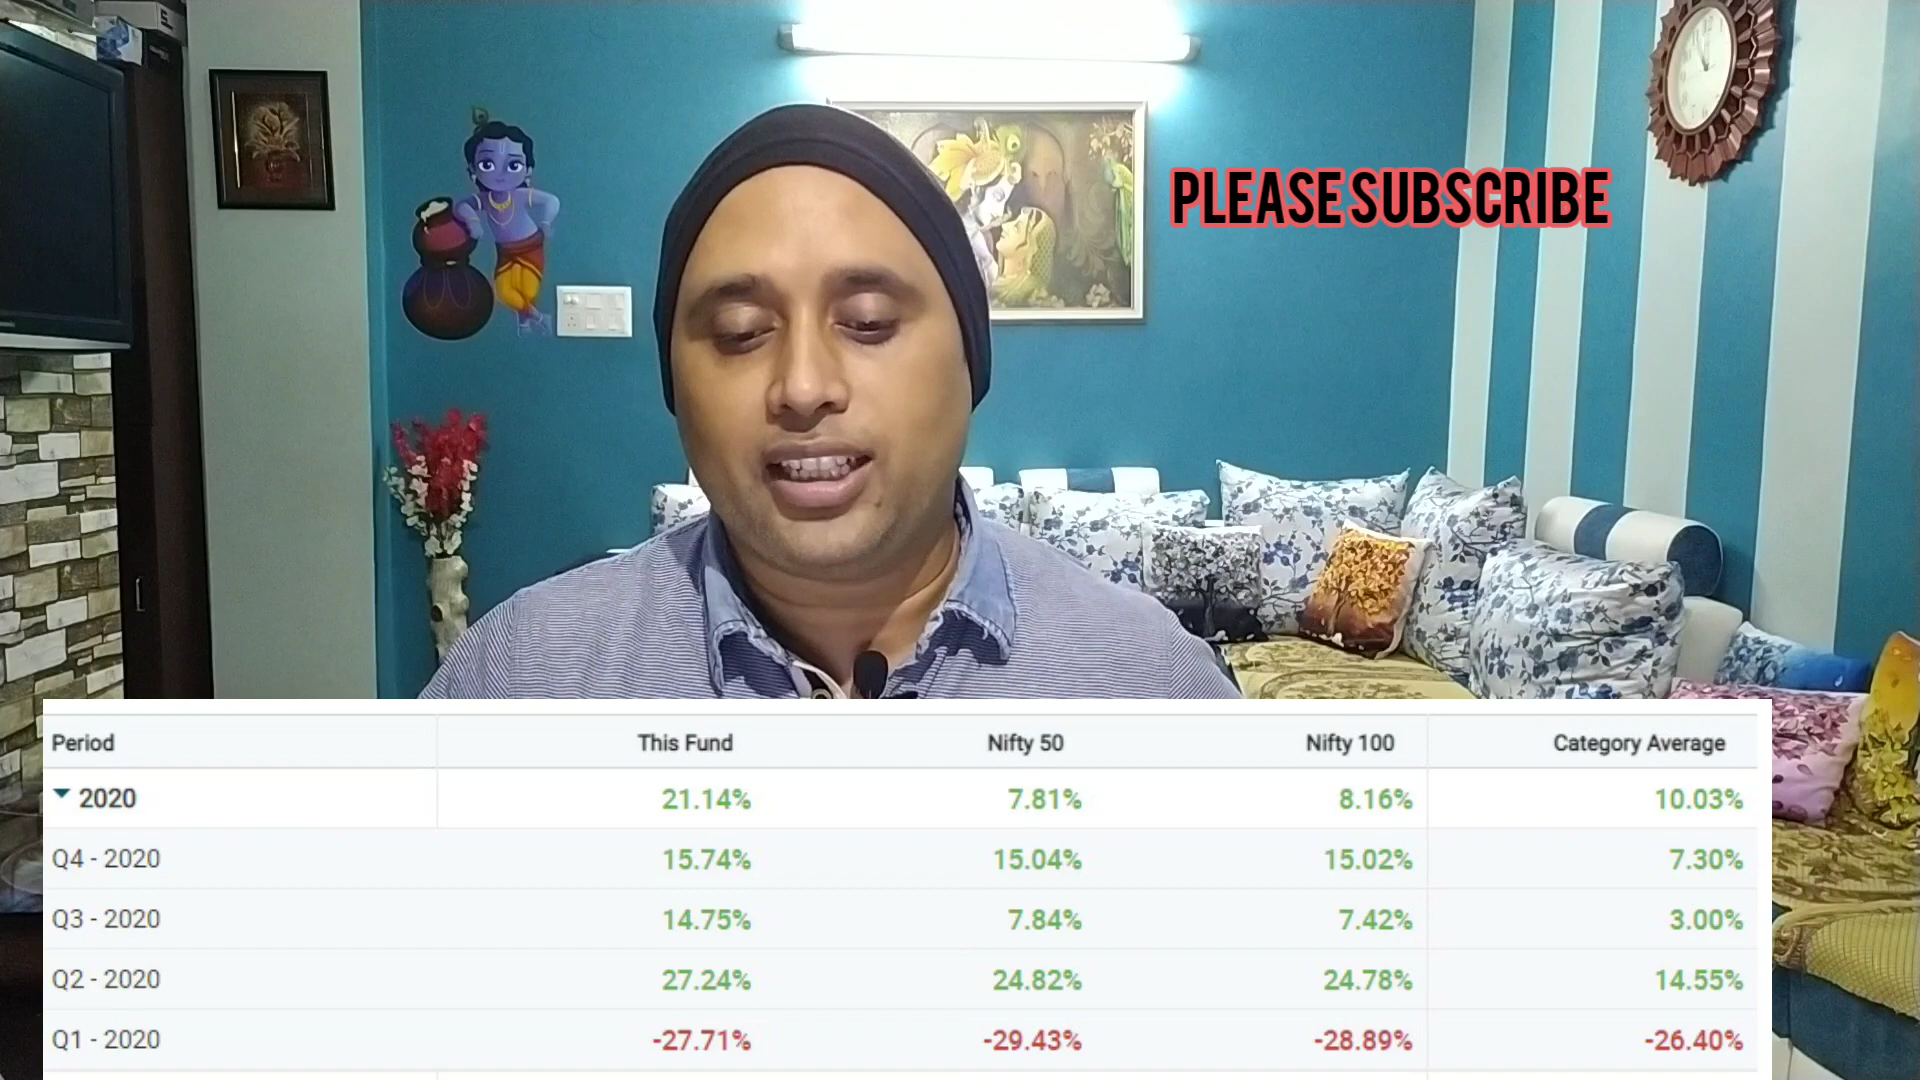 PLEASE SUBSCRIBE
Period This Fund Nifty 50 Nifty 100 Category Average
2020 21.14% 7.81% 8.16% 10.03%
Q4 - 2020 15.74% 15.04% 15.02% 7.30%
Q3 - 2020 14.75% 7.84% 7.42% 3.00%
Q2 - 2020 27.24% 24.82% 24.78% 14.55%
Q1 - 2020 -27.71% -29.43% -28.89% -26.40%